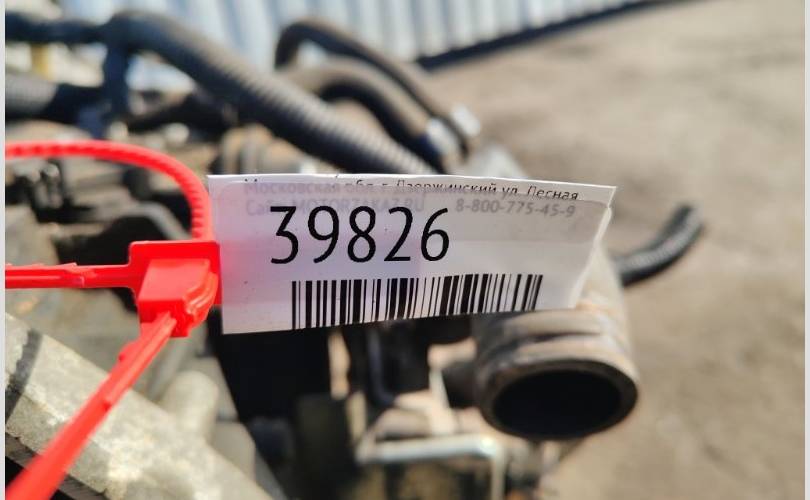 Московская обл. г. Дзержинский ул. Лесная
Сайт MOTORZAKAZ.RU 8-800-775-45-9
39826